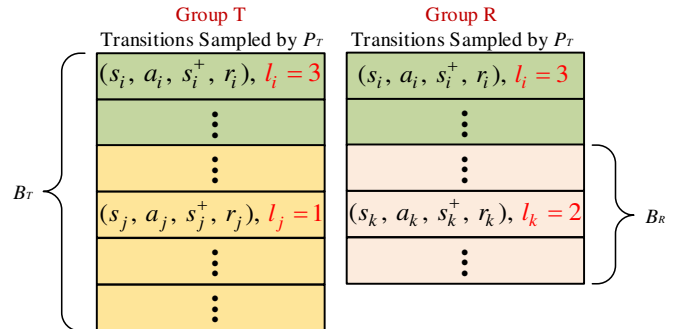 Group T
Transitions Sampled by P_T
(s_i, a_i, s_i^+, r_i), l_i = 3
⋮
⋮
(s_j, a_j, s_j^+, r_j), l_j = 1
⋮
⋮
B_T
Group R
Transitions Sampled by P_T
(s_i, a_i, s_i^+, r_i), l_i = 3
⋮
⋮
(s_k, a_k, s_k^+, r_k), l_k = 2
⋮
B_R